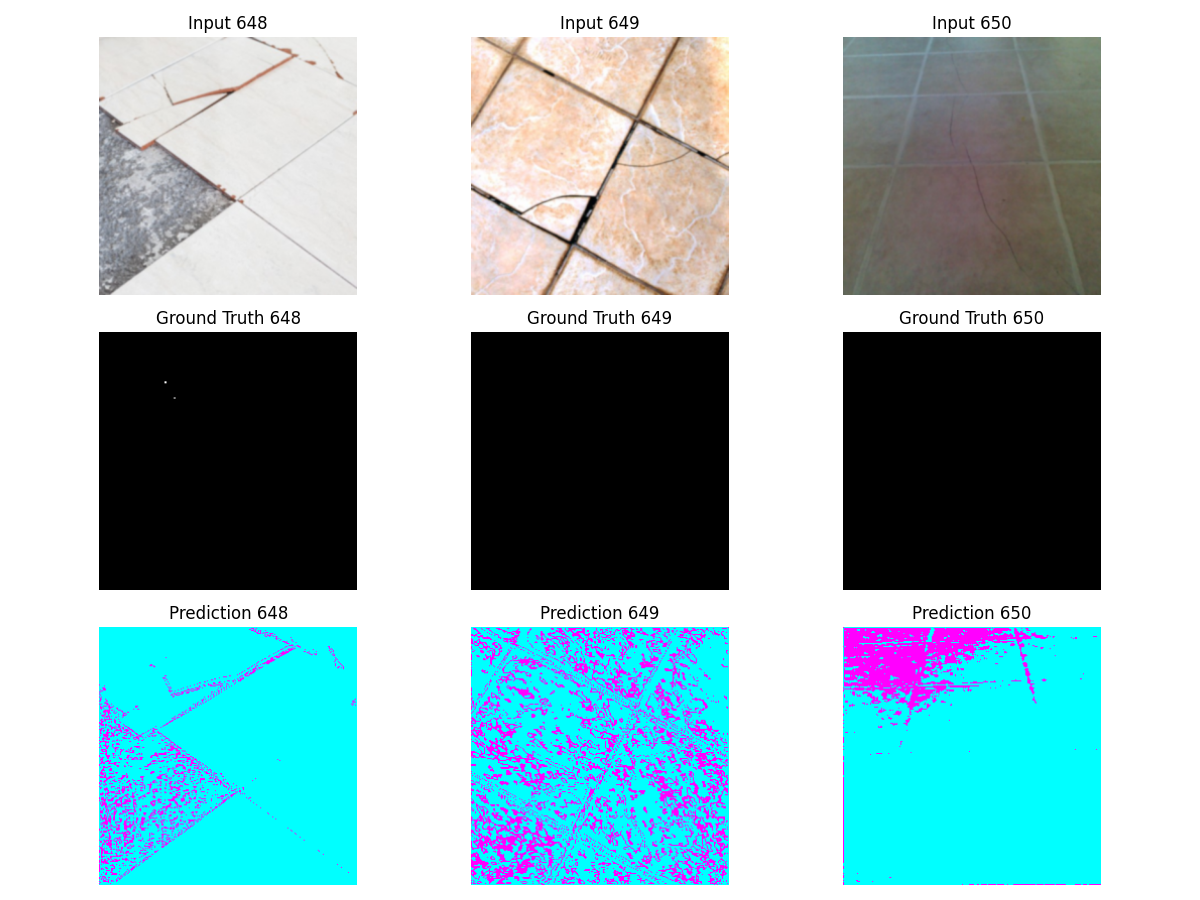 Input 648
Input 649
Input 650
Ground Truth 648
Ground Truth 649
Ground Truth 650
Prediction 648
Prediction 649
Prediction 650